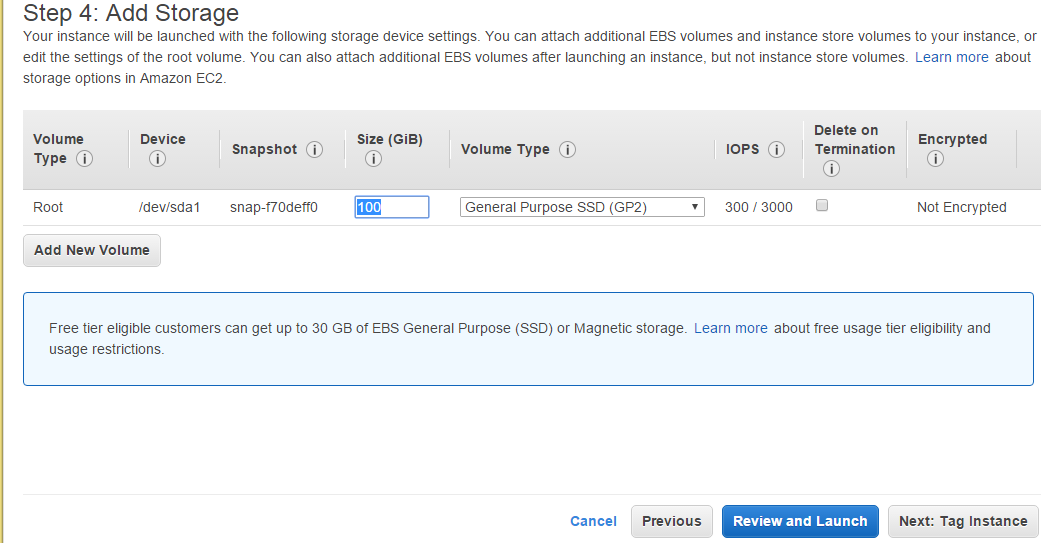 Step 4: Add Storage
Your instance will be launched with the following storage device settings. You can attach additional EBS volumes and instance store volumes to your instance, or
edit the settings of the root volume. You can also attach additional EBS volumes after launching an instance, but not instance store volumes. Learn more about
storage options in Amazon EC2.
Volume Type i Device i Snapshot i Size (GiB) i Volume Type i IOPS i Delete on Termination i Encrypted i
Root /dev/sda1 snap-f70deff0 100 General Purpose SSD (GP2) 300 / 3000 Not Encrypted
Add New Volume
Free tier eligible customers can get up to 30 GB of EBS General Purpose (SSD) or Magnetic storage. Learn more about free usage tier eligibility and
usage restrictions.
Cancel Previous Review and Launch Next: Tag Instance